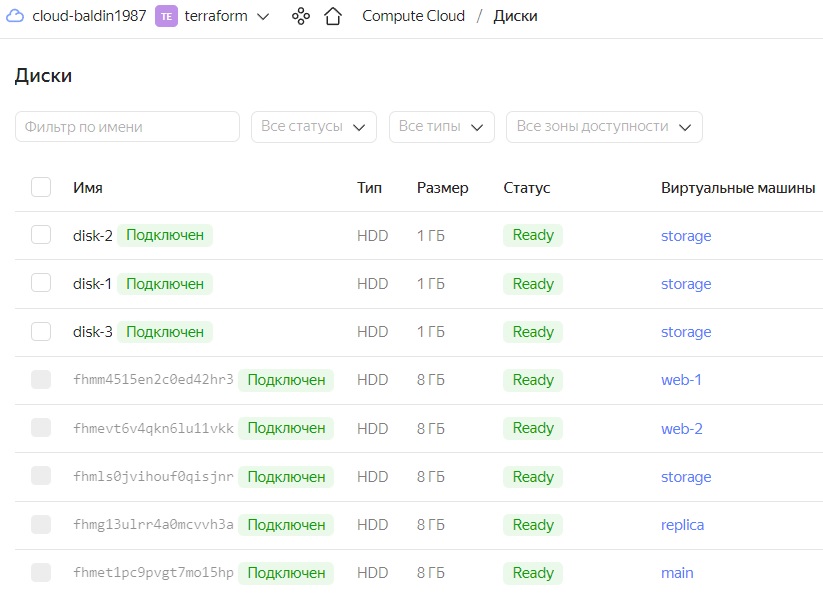 cloud-baldin1987 TE terraform Compute Cloud / Диски
Диски
Фильтр по имени Все статусы Все типы Все зоны доступности
Имя Тип Размер Статус Виртуальные машины
disk-2 Подключен HDD 1 ГБ Ready storage
disk-1 Подключен HDD 1 ГБ Ready storage
disk-3 Подключен HDD 1 ГБ Ready storage
fhmm4515en2c0ed42hr3 Подключен HDD 8 ГБ Ready web-1
fhmevt6v4qkn6lu11vkk Подключен HDD 8 ГБ Ready web-2
fhmls0jvihouf0qisjnr Подключен HDD 8 ГБ Ready storage
fhmg13ulrr4a0mcvvh3a Подключен HDD 8 ГБ Ready replica
fhmet1pc9pvgt7mo15hp Подключен HDD 8 ГБ Ready main